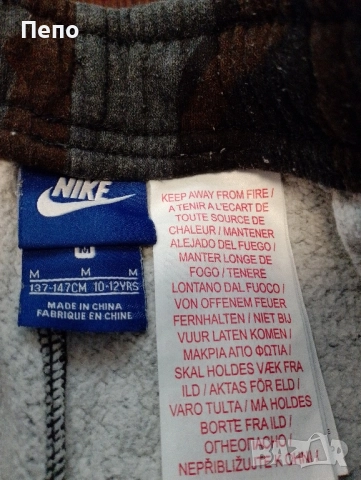 Пепо
NIKE
M
M M M
137-147CM 10-12YRS
MADE IN CHINA
FABRIQUE EN CHINE
KEEP AWAY FROM FIRE /
A TENIR A L'ECART DE
TOUTE SOURCE DE
CHALEUR / MANTENER
ALEJADO DEL FUEGO /
MANTER LONGE DE
FOGO / TENERE
LONTANO DAL FUOCO /
VON OFFENEM FEUER
FERNHALTEN / NIET BIJ
VUUR LATEN KOMEN /
ΜΑΚΡΙΑ ΑΠΟ ΦΩΤΙΑ /
SKAL HOLDES VÆK FRA
ILD / AKTAS FÖR ELD /
VARO TULTA / MÅ HOLDES
BORTE FRA ILD /
ОГНЕОПАСНО /
NEPŘIBLIŽUJTE K OHNI /